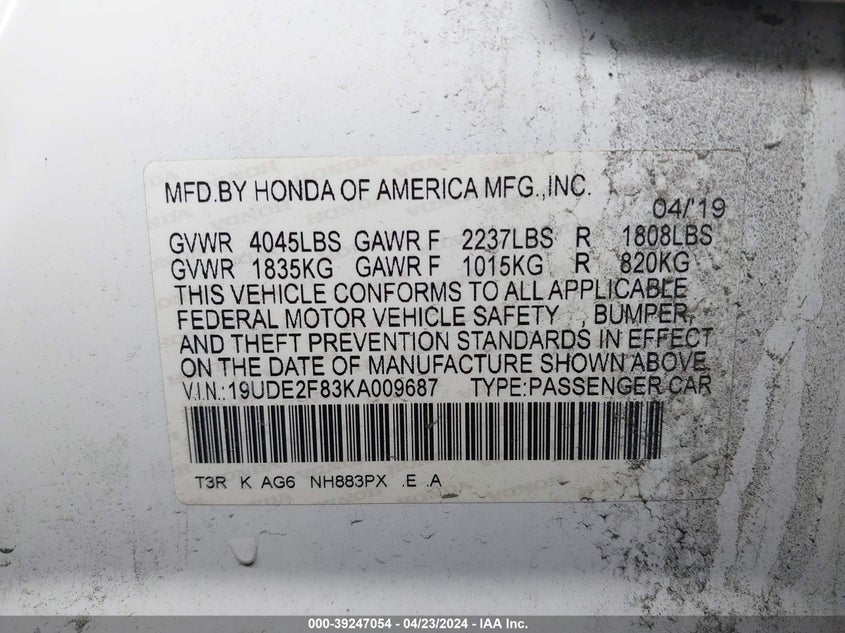 MFD.BY HONDA OF AMERICA MFG.,INC.
04/'19
GVWR 4045LBS GAWR F 2237LBS R 1808LBS
GVWR 1835KG GAWR F 1015KG R 820KG
THIS VEHICLE CONFORMS TO ALL APPLICABLE
FEDERAL MOTOR VEHICLE SAFETY , BUMPER,
AND THEFT PREVENTION STANDARDS IN EFFECT
ON THE DATE OF MANUFACTURE SHOWN ABOVE.
V.I.N.:19UDE2F83KA009687 TYPE:PASSENGER CAR
T3R K AG6 NH883PX .E .A
000-39247054 - 04/23/2024 - IAA Inc.